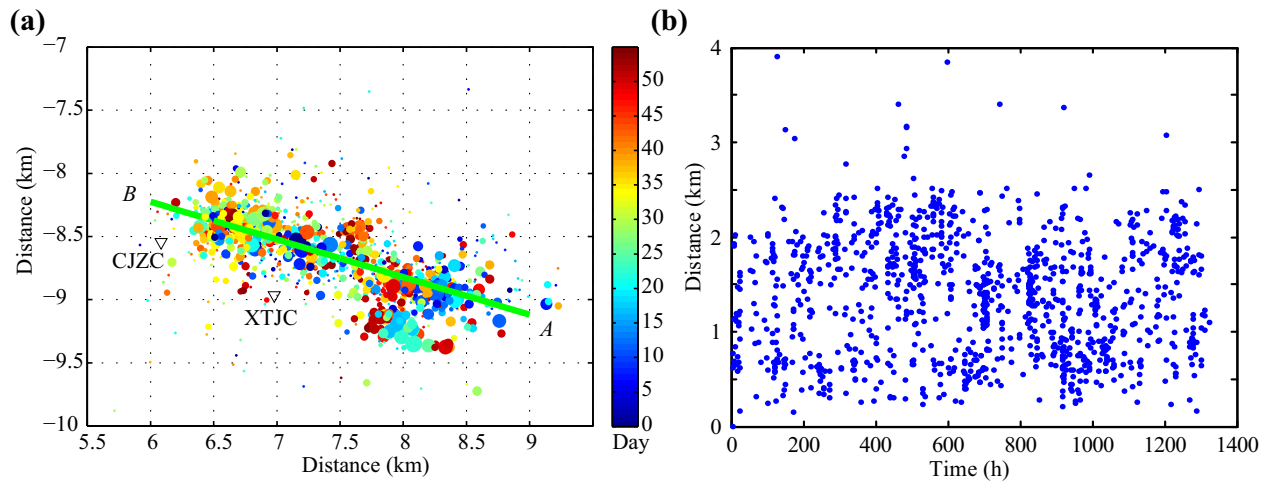 (a)
−7
−7.5
−8
−8.5
−9
−9.5
−10
Distance (km)
5.5 6 6.5 7 7.5 8 8.5 9
Distance (km)
B
A
CJZC
XTJC
50
45
40
35
30
25
20
15
10
5
0
Day
(b)
4
3
2
1
0
Distance (km)
0 200 400 600 800 1000 1200 1400
Time (h)